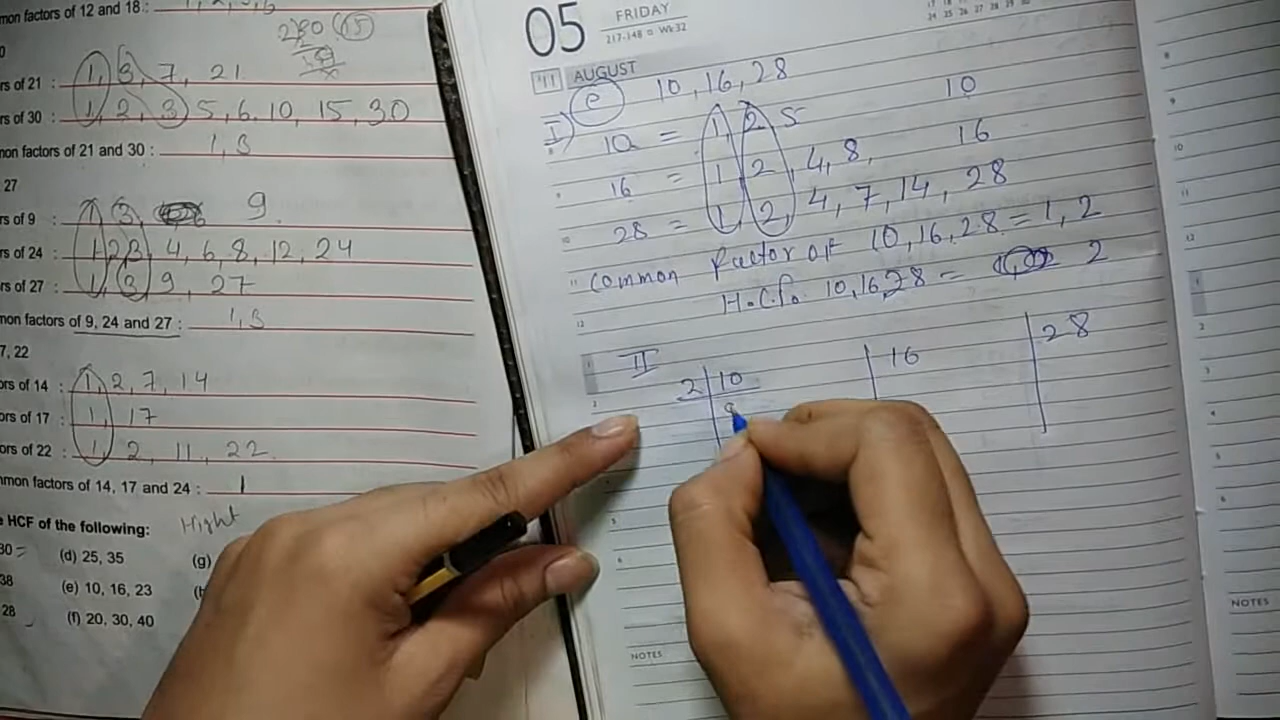 mon factors of 12 and 18 :
280 15
rs of 21 : 1, 3, 7, 21
rs of 30 : 1, 2, 3, 5, 6, 10, 15, 30
mon factors of 21 and 30 : 1, 3
27
rs of 9 : 1, 3, 9.
rs of 24 : 1, 2, 3, 4, 6, 8, 12, 24
rs of 27 : 1, 3, 9, 27
mon factors of 9, 24 and 27 : 1, 3
7, 22
ors of 14 : 1, 2, 7, 14
ors of 17 : 1, 17
ors of 22 : 1, 2, 11, 22
mmon factors of 14, 17 and 24 : 1
e HCF of the following: Hight
30 = (d) 25, 35 (g)
38 (e) 10, 16, 23
28 (f) 20, 30, 40
05 FRIDAY
217-148 Wk32
'11 AUGUST
e 10, 16, 28
I) 10 = 1, 2 5 10
16 = 1, 2, 4, 8, 16
28 = 1, 2, 4, 7, 14, 28
Common Factor of 10, 16, 28 = 1, 2
H.C.f. 10, 16, 28 = 2
II
2 10 16 28
NOTES
NOTES